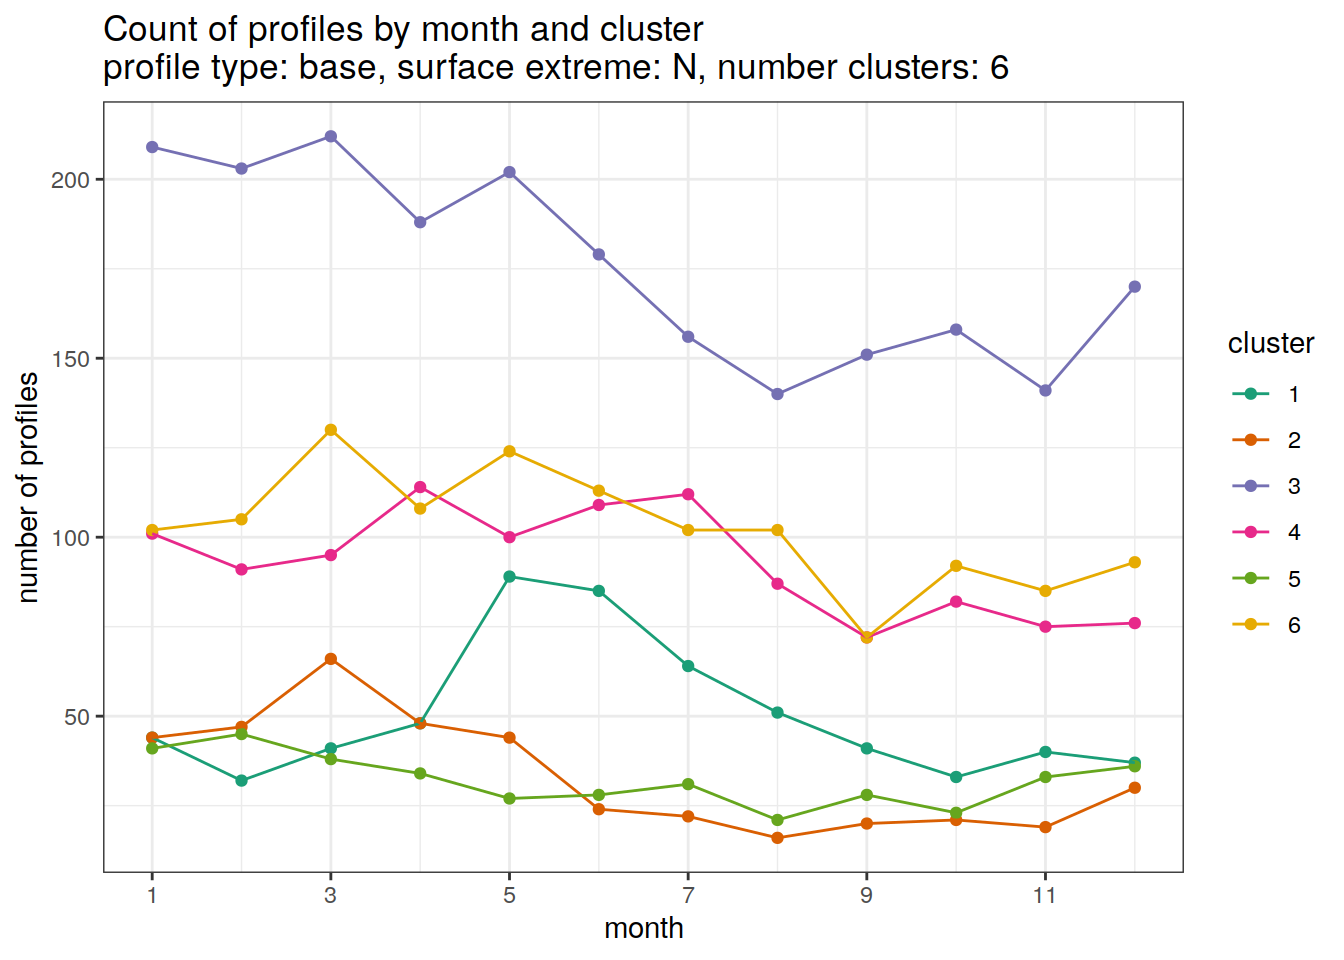 Count of profiles by month and cluster
profile type: base, surface extreme: N, number clusters: 6
200
150
100
50
number of profiles
1 3 5 7 9 11
month
cluster
1
2
3
4
5
6